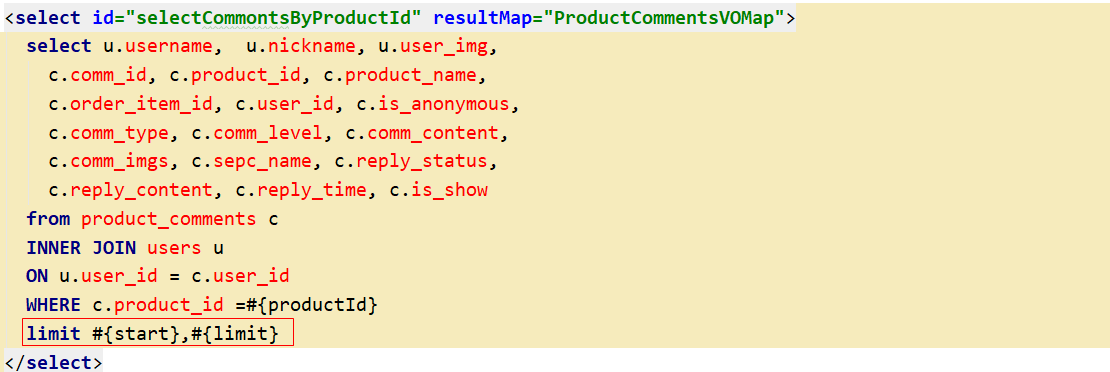 <select id="selectCommontsByProductId" resultMap="ProductCommentsVOMap">
select u.username,  u.nickname, u.user_img,
c.comm_id, c.product_id, c.product_name,
c.order_item_id, c.user_id, c.is_anonymous,
c.comm_type, c.comm_level, c.comm_content,
c.comm_imgs, c.sepc_name, c.reply_status,
c.reply_content, c.reply_time, c.is_show
from product_comments c
INNER JOIN users u
ON u.user_id = c.user_id
WHERE c.product_id =#{productId}
limit #{start},#{limit}
</select>